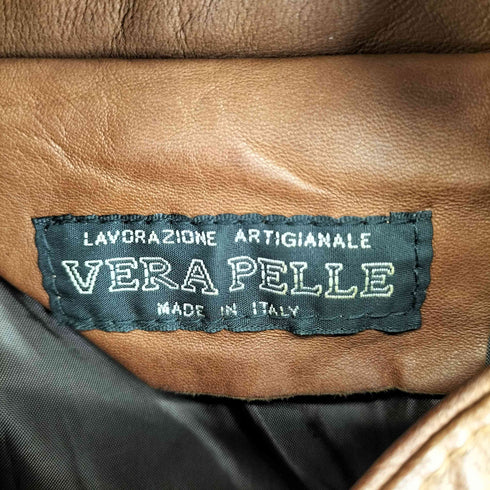 LAVORAZIONE ARTIGIANALE
VERA PELLE
MADE IN ITALY